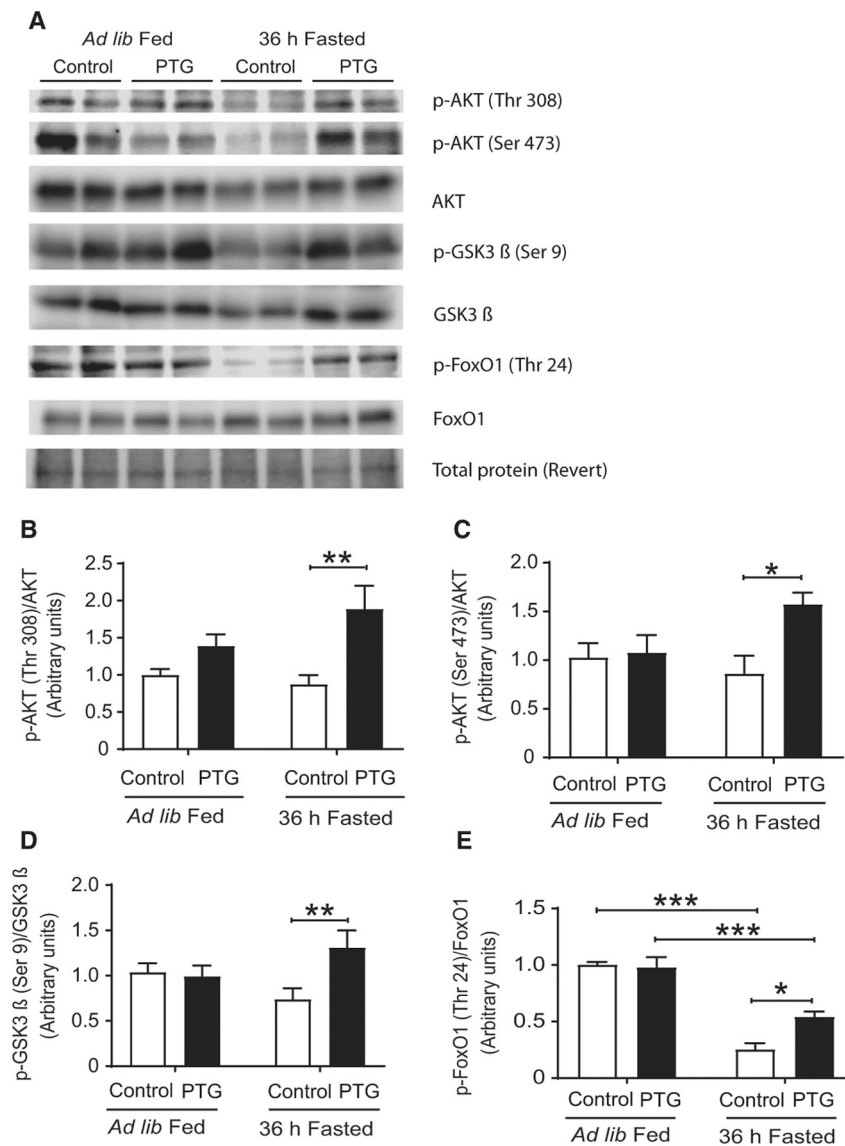 A
Ad lib Fed 36 h Fasted
Control PTG Control PTG
p-AKT (Thr 308)
p-AKT (Ser 473)
AKT
p-GSK3 ß (Ser 9)
GSK3 ß
p-FoxO1 (Thr 24)
FoxO1
Total protein (Revert)
B
p-AKT (Thr 308)/AKT
(Arbitrary units)
2.5
2.0
1.5
1.0
0.5
0
**
Control PTG Control PTG
Ad lib Fed 36 h Fasted
C
p-AKT (Ser 473)/AKT
(Arbitrary units)
2.0
1.5
1.0
0.5
0
*
Control PTG Control PTG
Ad lib Fed 36 h Fasted
D
p-GSK3 ß (Ser 9)/GSK3 ß
(Arbitrary units)
2.0
1.5
1.0
0.5
0
**
Control PTG Control PTG
Ad lib Fed 36 h Fasted
E
p-FoxO1 (Thr 24)/FoxO1
(Arbitrary units)
1.5
1.0
0.5
0
***
***
*
Control PTG Control PTG
Ad lib Fed 36 h Fasted